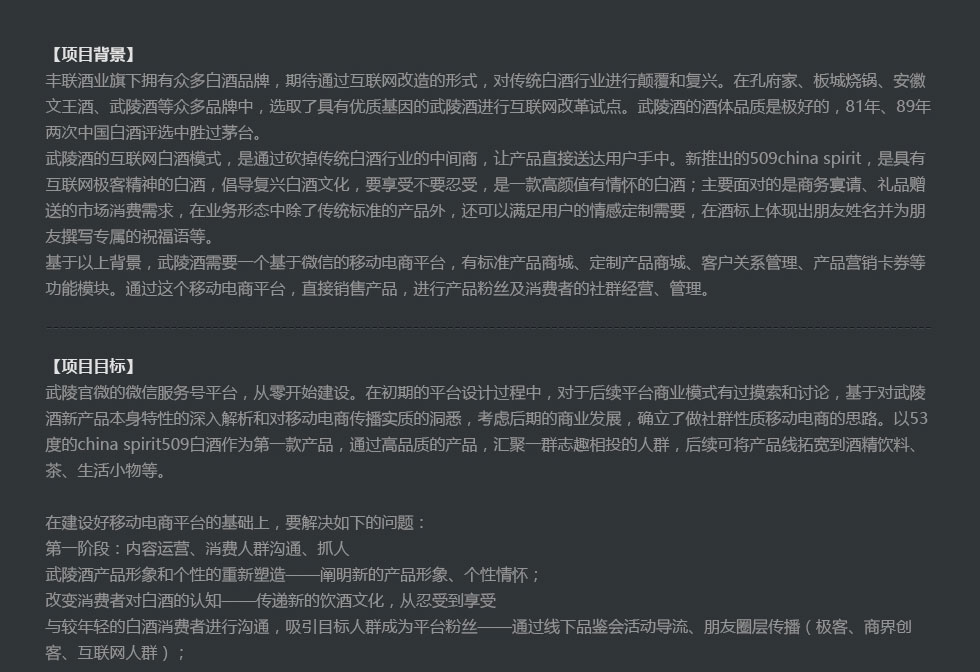 【项目背景】
丰联酒业旗下拥有众多白酒品牌，期待通过互联网改造的形式，对传统白酒行业进行颠覆和复兴。在孔府家、板城烧锅、安徽
文王酒、武陵酒等众多品牌中，选取了具有优质基因的武陵酒进行互联网改革试点。武陵酒的酒体品质是极好的，81年、89年
两次中国白酒评选中胜过茅台。
武陵酒的互联网白酒模式，是通过砍掉传统白酒行业的中间商，让产品直接送达用户手中。新推出的509china spirit，是具有
互联网极客精神的白酒，倡导复兴白酒文化，要享受不要忍受，是一款高颜值有情怀的白酒；主要面对的是商务宴请、礼品赠
送的市场消费需求，在业务形态中除了传统标准的产品外，还可以满足用户的情感定制需要，在酒标上体现出朋友姓名并为朋
友撰写专属的祝福语等。
基于以上背景，武陵酒需要一个基于微信的移动电商平台，有标准产品商城、定制产品商城、客户关系管理、产品营销卡券等
功能模块。通过这个移动电商平台，直接销售产品，进行产品粉丝及消费者的社群经营、管理。
【项目目标】
武陵官微的微信服务号平台，从零开始建设。在初期的平台设计过程中，对于后续平台商业模式有过摸索和讨论，基于对武陵
酒新产品本身特性的深入解析和对移动电商传播实质的洞悉，考虑后期的商业发展，确立了做社群性质移动电商的思路。以53
度的china spirit509白酒作为第一款产品，通过高品质的产品，汇聚一群志趣相投的人群，后续可将产品线拓宽到酒精饮料、
茶、生活小物等。
在建设好移动电商平台的基础上，要解决如下的问题：
第一阶段：内容运营、消费人群沟通、抓人
武陵酒产品形象和个性的重新塑造——阐明新的产品形象、个性情怀；
改变消费者对白酒的认知——传递新的饮酒文化，从忍受到享受
与较年轻的白酒消费者进行沟通，吸引目标人群成为平台粉丝——通过线下品鉴会活动导流、朋友圈层传播（极客、商界创
客、互联网人群）；